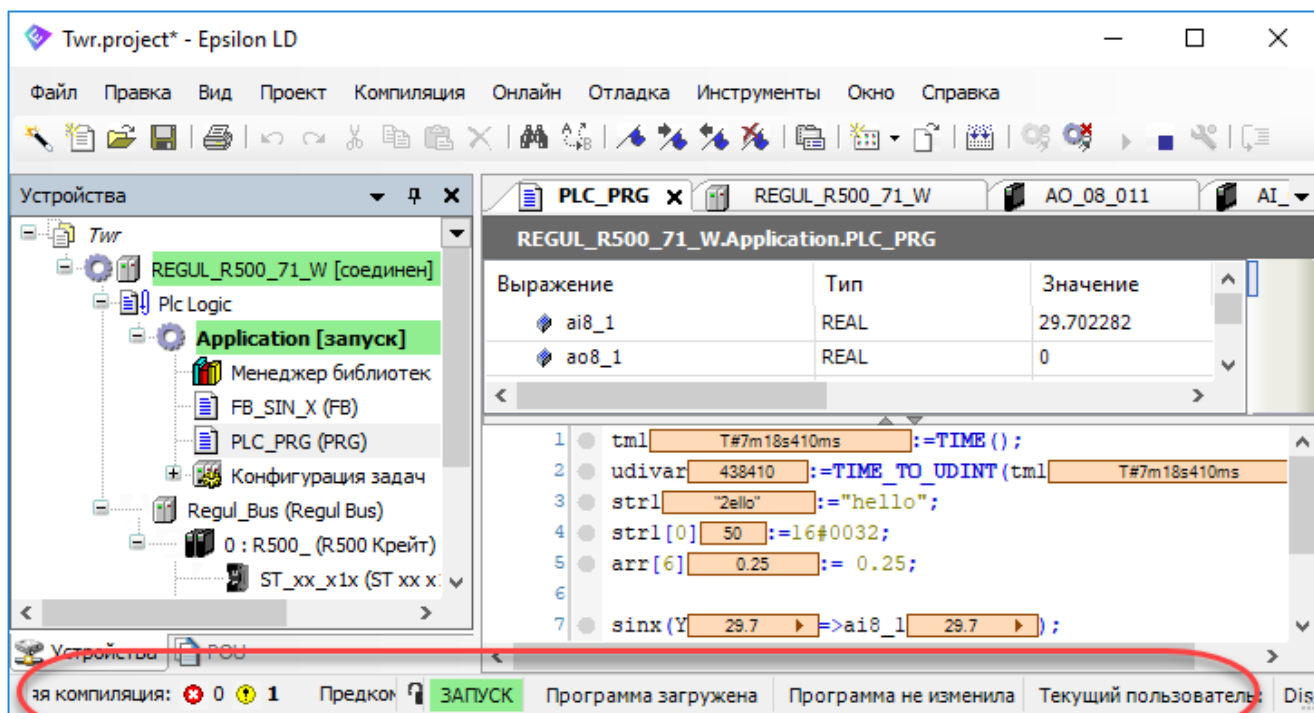 Twr.project* - Epsilon LD
Файл Правка Вид Проект Компиляция Онлайн Отладка Инструменты Окно Справка
Устройства
Twr
REGUL_R500_71_W [соединен]
Plc Logic
Application [запуск]
Менеджер библиотек
FB_SIN_X (FB)
PLC_PRG (PRG)
Конфигурация задач
Regul_Bus (Regul Bus)
0 : R500_ (R500 Крейт)
ST_xx_x1x (ST xx x
Устройства POU
PLC_PRG REGUL_R500_71_W AO_08_011 AI_
REGUL_R500_71_W.Application.PLC_PRG
Выражение Тип Значение
ai8_1 REAL 29.702282
ao8_1 REAL 0
1 tm1 T#7m18s410ms :=TIME();
2 udivar 438410 :=TIME_TO_UDINT(tm1 T#7m18s410ms
3 str1 "2ello" :="hello";
4 str1[0] 50 :=16#0032;
5 arr[6] 0.25 := 0.25;
6
7 sinx(Y 29.7 =>ai8_1 29.7 );
ая компиляция: 0 1 Предком ЗАПУСК Программа загружена Программа не изменила Текущий пользователь: Dis